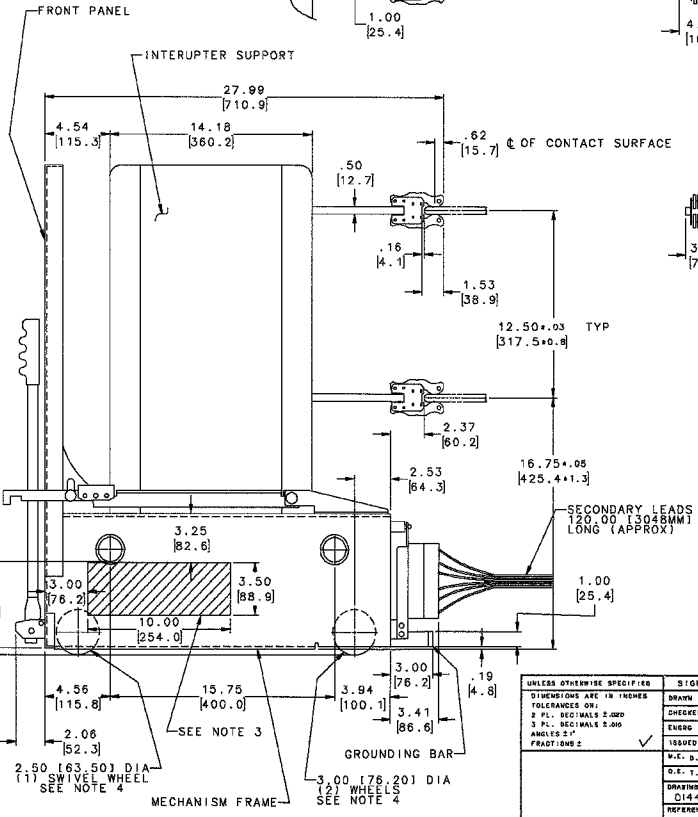 FRONT PANEL
1.00
[25.4]
INTERUPTER SUPPORT
27.99
[710.9]
4.54
[115.3]
14.18
[360.2]
.62
[15.7]
℄ OF CONTACT SURFACE
.50
[12.7]
.16
[4.1]
1.53
[38.9]
12.50±.03 TYP
[317.5±0.8]
2.37
[60.2]
2.53
[64.3]
16.75±.05
[425.4±1.3]
SECONDARY LEADS
120.00 [3048MM]
LONG (APPROX)
3.25
[82.6]
3.00
[76.2]
3.50
[88.9]
10.00
[254.0]
1.00
[25.4]
3.00
[76.2]
.19
[4.8]
4.56
[115.8]
15.75
[400.0]
3.94
[100.1]
3.41
[86.6]
2.06
[52.3]
SEE NOTE 3
GROUNDING BAR
2.50 [63.50] DIA
(1) SWIVEL WHEEL
SEE NOTE 4
3.00 [76.20] DIA
(2) WHEELS
SEE NOTE 4
MECHANISM FRAME
UNLESS OTHERWISE SPECIFIED
DIMENSIONS ARE IN INCHES
TOLERANCES ON:
2 PL. DECIMALS ±.020
3 PL. DECIMALS ±.010
ANGLES ±1°
FRACTIONS ±
DRAWN
ENGRG
ISSUED